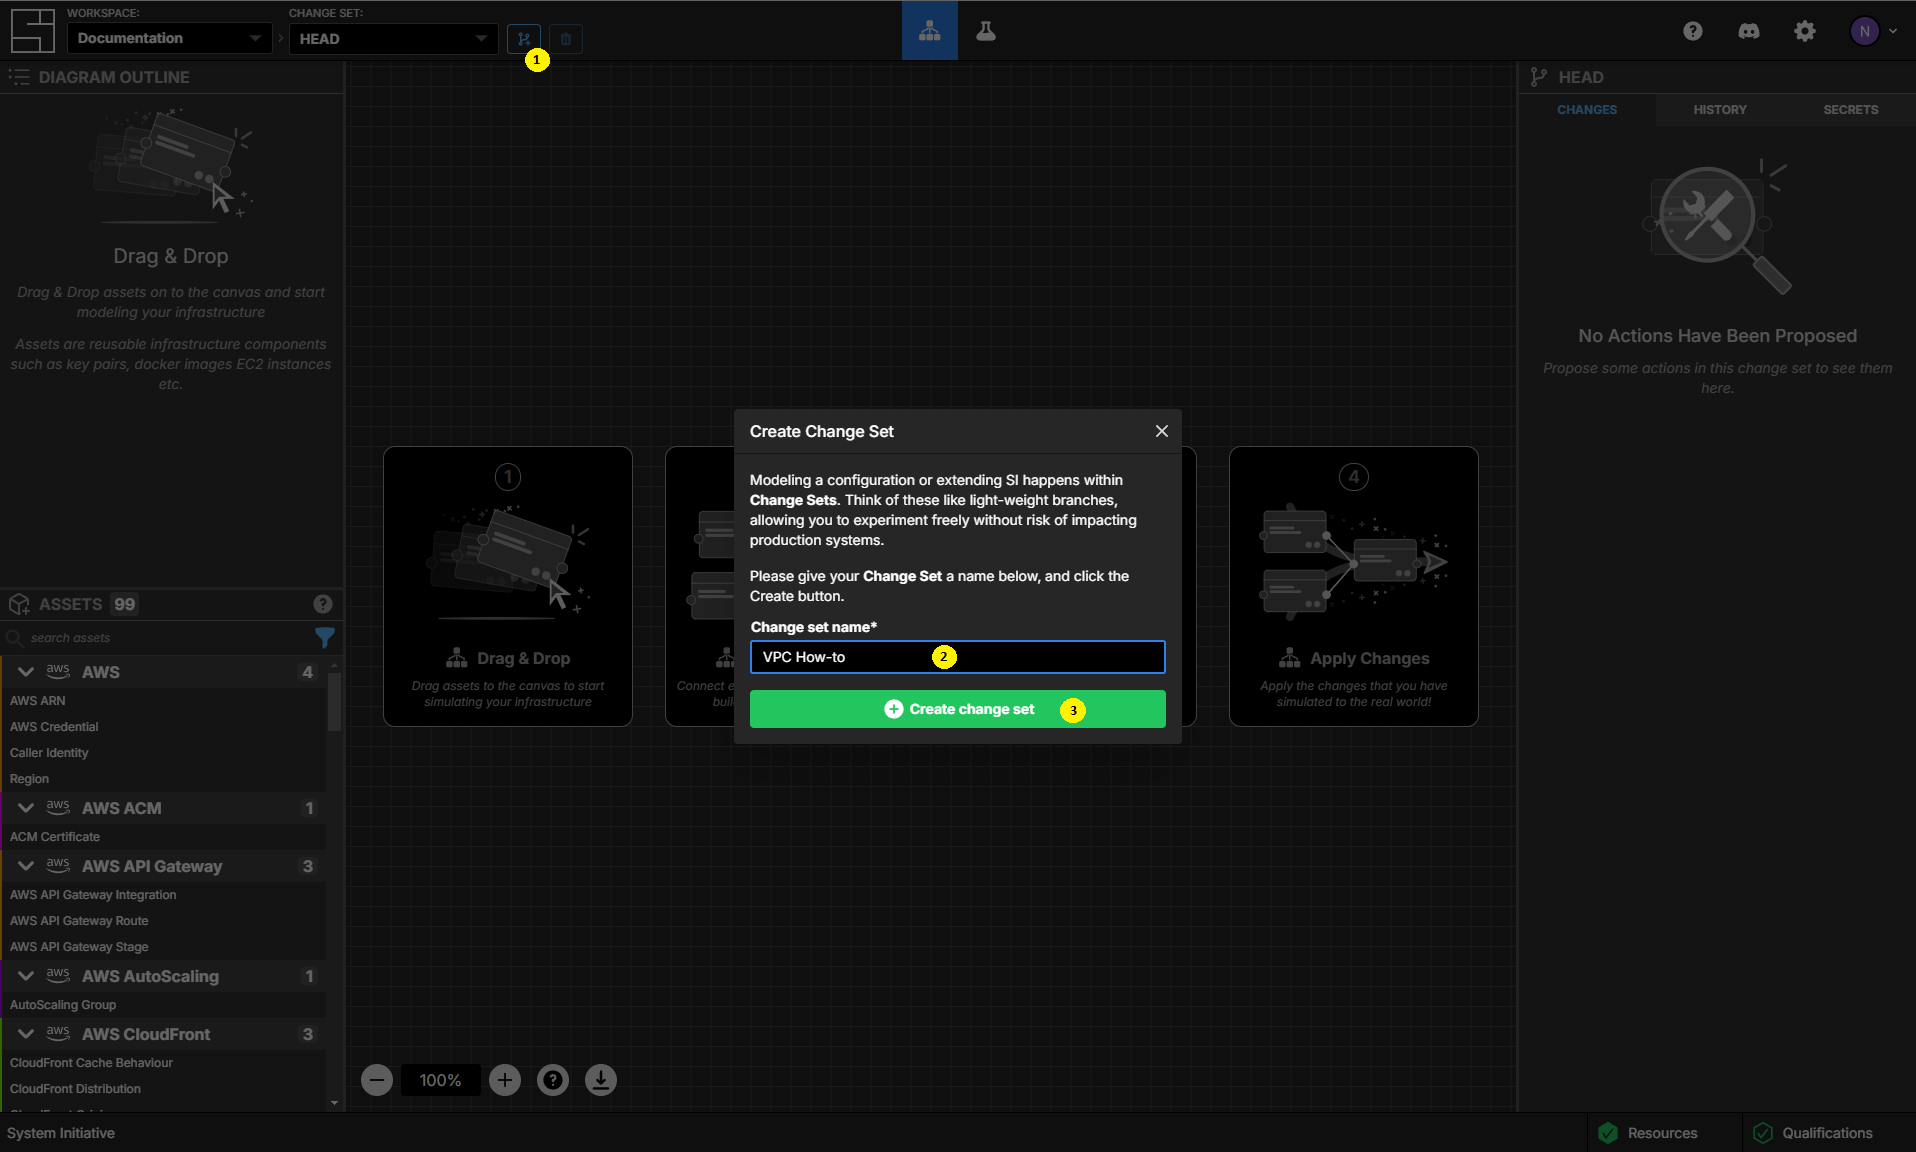 WORKSPACE:
Documentation
CHANGE SET:
HEAD
1
N
DIAGRAM OUTLINE
Drag & Drop
Drag & Drop assets on to the canvas and start
modeling your infrastructure
Assets are reusable infrastructure components
such as key pairs, docker images EC2 instances
etc.
ASSETS 99
search assets
aws AWS 4
AWS ARN
AWS Credential
Caller Identity
Region
aws AWS ACM 1
ACM Certificate
aws AWS API Gateway 3
AWS API Gateway Integration
AWS API Gateway Route
AWS API Gateway Stage
aws AWS AutoScaling 1
AutoScaling Group
aws AWS CloudFront 3
CloudFront Cache Behaviour
CloudFront Distribution
1
Drag & Drop
Drag assets to the canvas to start
simulating your infrastructure
Connect
Create Change Set
Modeling a configuration or extending SI happens within
Change Sets. Think of these like light-weight branches,
allowing you to experiment freely without risk of impacting
production systems.
Please give your Change Set a name below, and click the
Create button.
Change set name*
VPC How-to
2
Create change set
3
4
Apply Changes
Apply the changes that you have
simulated to the real world!
100%
HEAD
CHANGES
HISTORY
SECRETS
No Actions Have Been Proposed
Propose some actions in this change set to see them
here.
System Initiative
Resources
Qualifications